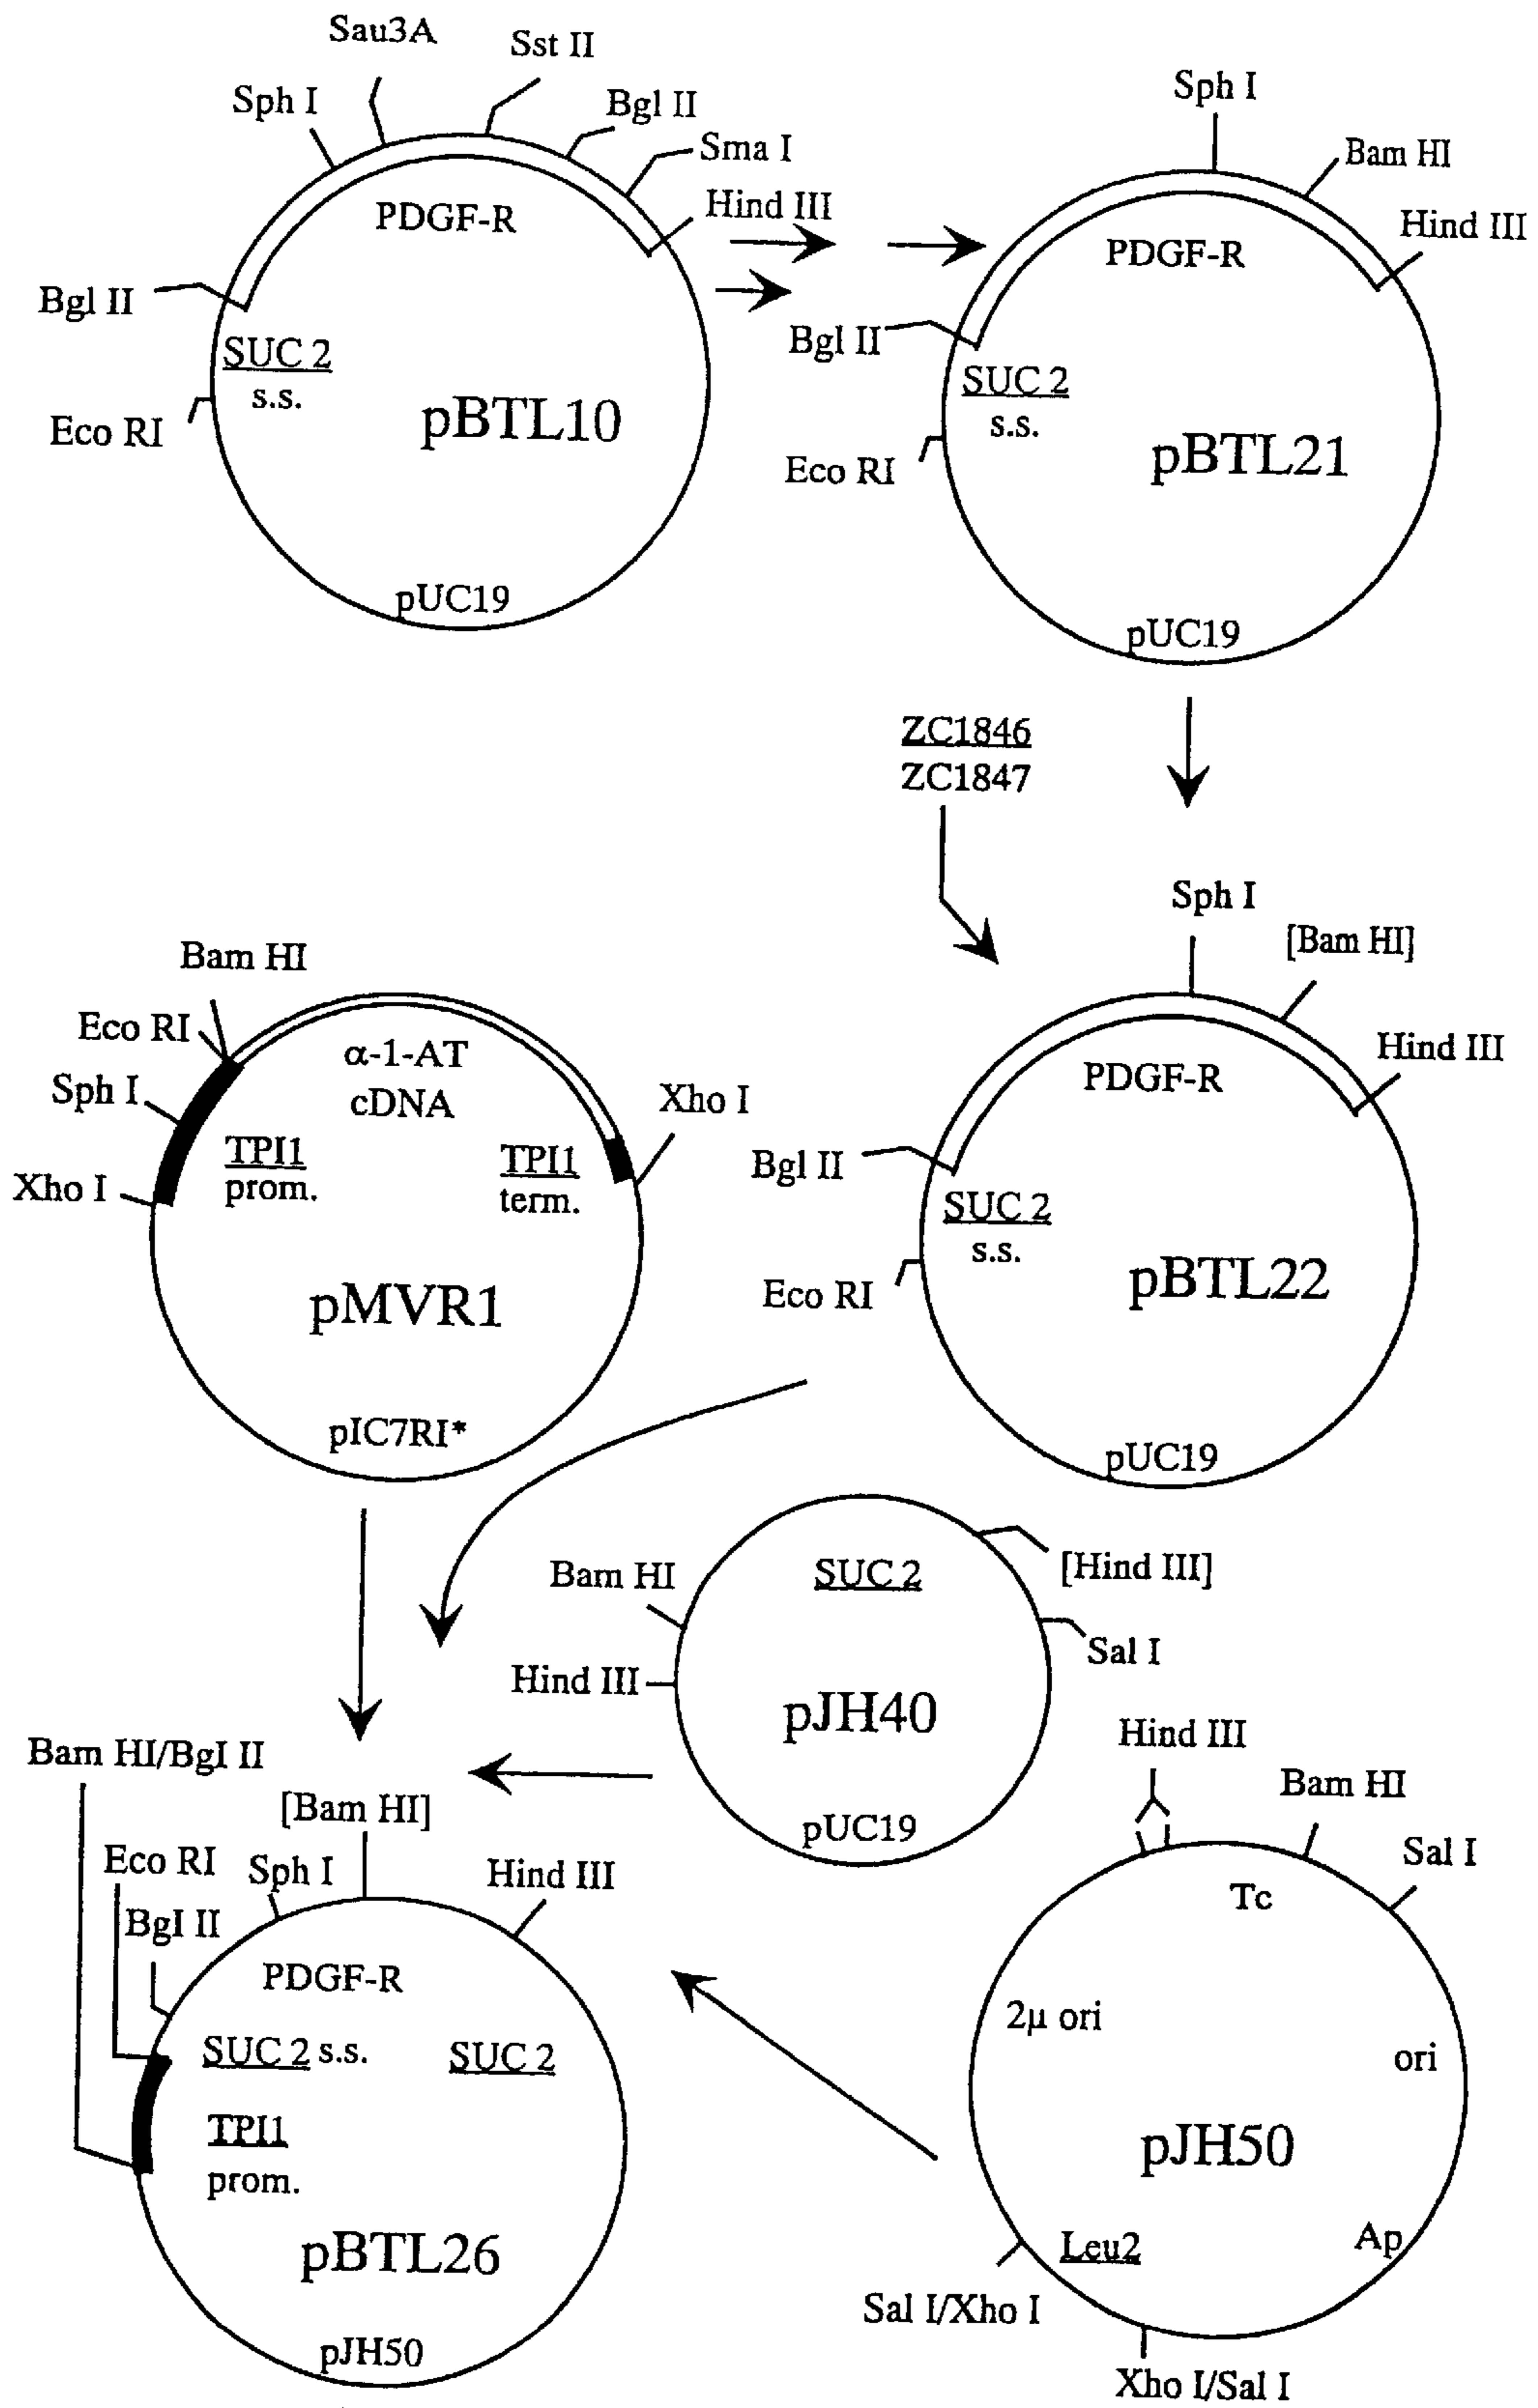 Sau3A
Sst II
Sph I
Bgl II
Sma I
Hind III
PDGF-R
Bgl II
SUC 2
s.s.
Eco RI
pBTL10
pUC19
Sph I
Bam HI
Hind III
PDGF-R
Bgl II
SUC 2
s.s.
Eco RI
pBTL21
pUC19
ZC1846
ZC1847
Bam HI
Eco RI
Sph I
Xho I
α-1-AT
cDNA
Xho I
TPI1
prom.
TPI1
term.
pMVR1
pIC7RI*
Sph I
[Bam HI]
Hind III
PDGF-R
Bgl II
SUC 2
s.s.
Eco RI
pBTL22
pUC19
Bam HI
SUC 2
[Hind III]
Sal I
Hind III
pJH40
pUC19
Bam HI/BgI II
[Bam HI]
Eco RI
Sph I
Hind III
BgI II
PDGF-R
SUC 2 s.s.
SUC 2
TPI1
prom.
pBTL26
pJH50
Hind III
Bam HI
Sal I
Tc
2μ ori
ori
pJH50
Leu2
Ap
Sal I/Xho I
Xho I/Sal I